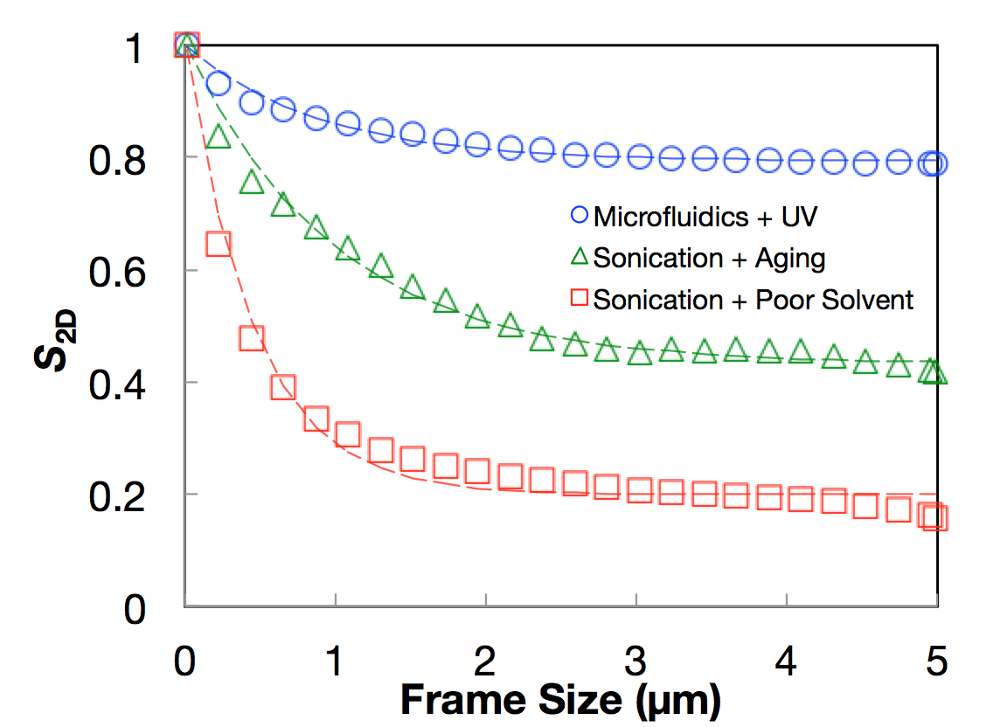 1
0.8
0.6
0.4
0.2
0
S2D
Microfluidics + UV
Sonication + Aging
Sonication + Poor Solvent
0 1 2 3 4 5
Frame Size (µm)